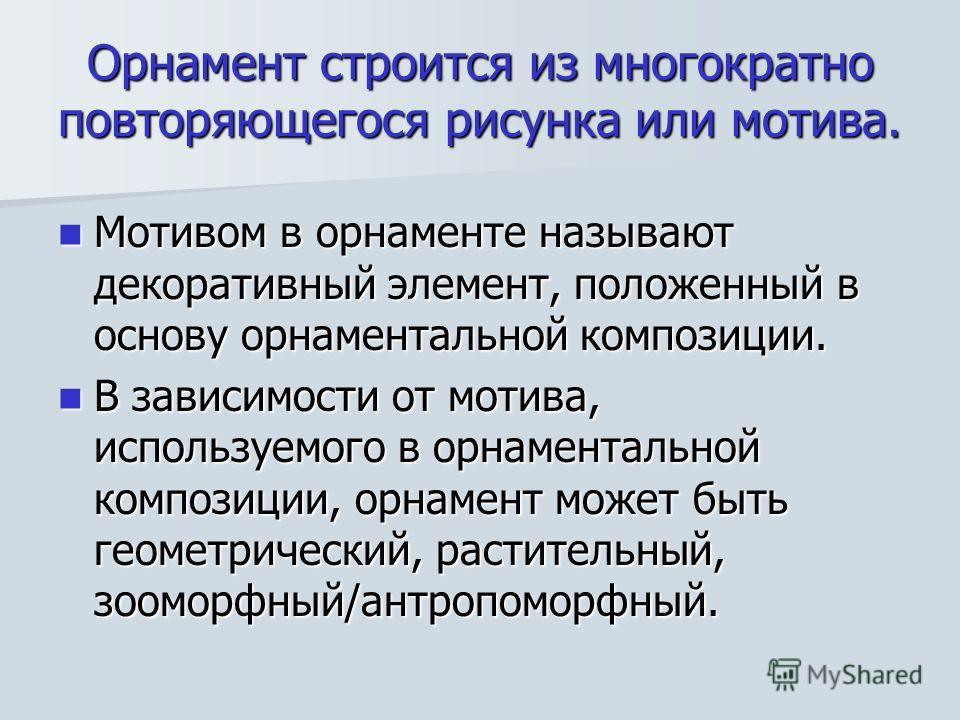 Орнамент строится из многократно
повторяющегося рисунка или мотива.
Мотивом в орнаменте называют
декоративный элемент, положенный в
основу орнаментальной композиции.
В зависимости от мотива,
используемого в орнаментальной
композиции, орнамент может быть
геометрический, растительный,
зооморфный/антропоморфный.
MyShared